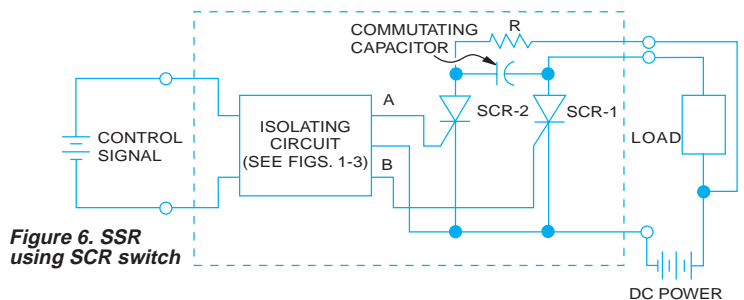 COMMUTATING
CAPACITOR
R
A
SCR-2
SCR-1
ISOLATING
CIRCUIT
(SEE FIGS. 1-3)
B
CONTROL
SIGNAL
LOAD
Figure 6. SSR
using SCR switch
DC POWER